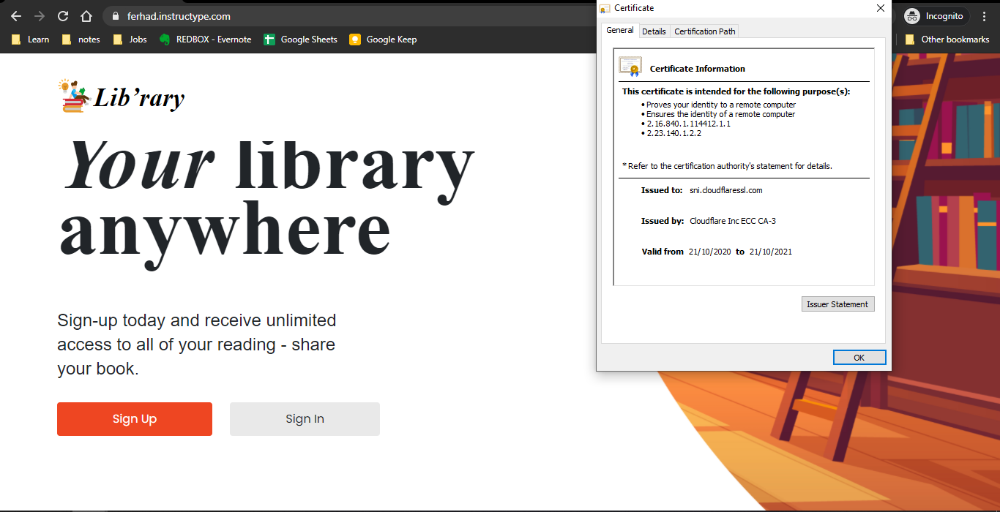 ferhad.instructype.com
Incognito
Learn
notes
Jobs
REDBOX - Evernote
Google Sheets
Google Keep
Other bookmarks
Lib’rary
Your library
anywhere
Sign-up today and receive unlimited
access to all of your reading - share
your book.
Sign Up
Sign In
Certificate
General
Details
Certification Path
Certificate Information
This certificate is intended for the following purpose(s):
• Proves your identity to a remote computer
• Ensures the identity of a remote computer
• 2.16.840.1.114412.1.1
• 2.23.140.1.2.2
* Refer to the certification authority's statement for details.
Issued to: sni.cloudflaressl.com
Issued by: Cloudflare Inc ECC CA-3
Valid from 21/10/2020 to 21/10/2021
Issuer Statement
OK